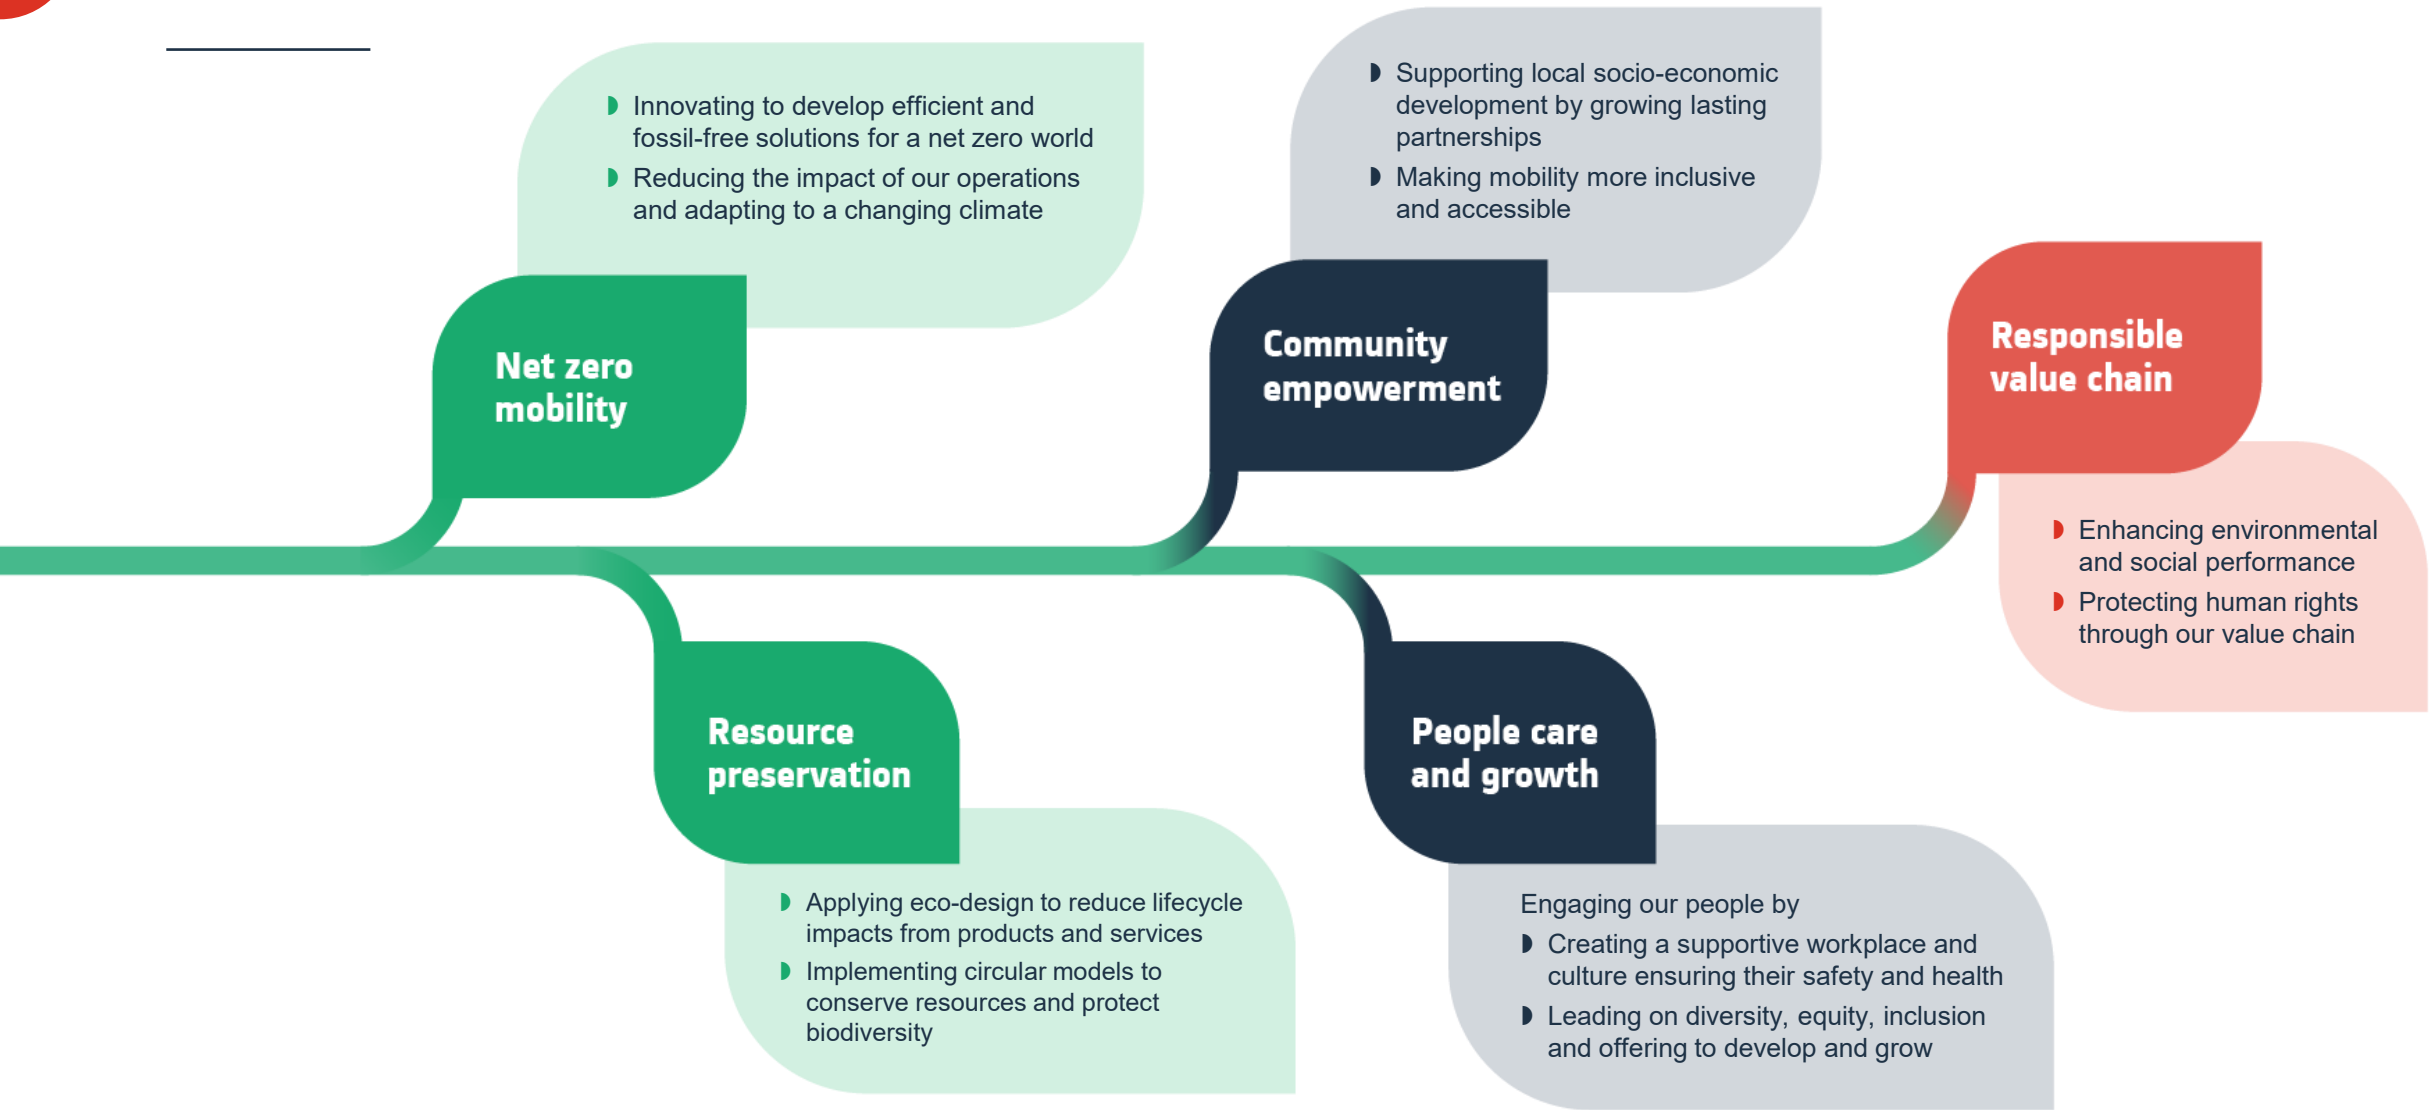 Innovating to develop efficient and
fossil-free solutions for a net zero world
Reducing the impact of our operations
and adapting to a changing climate
Net zero
mobility
Resource
preservation
Applying eco-design to reduce lifecycle
impacts from products and services
Implementing circular models to
conserve resources and protect
biodiversity
Supporting local socio-economic
development by growing lasting
partnerships
Making mobility more inclusive
and accessible
Community
empowerment
People care
and growth
Engaging our people by
Creating a supportive workplace and
culture ensuring their safety and health
Leading on diversity, equity, inclusion
and offering to develop and grow
Responsible
value chain
Enhancing environmental
and social performance
Protecting human rights
through our value chain